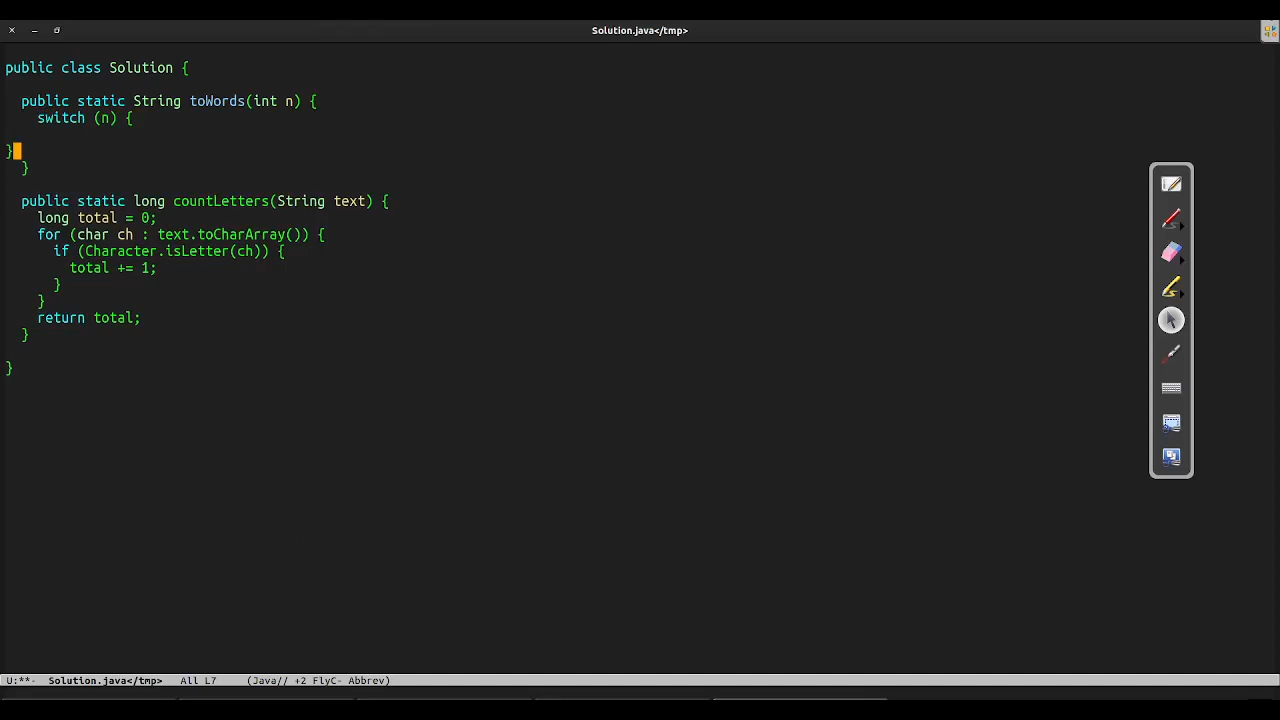 Solution.java</tmp>
public class Solution {
  public static String toWords(int n) {
    switch (n) {
}
  }
  public static long countLetters(String text) {
    long total = 0;
    for (char ch : text.toCharArray()) {
      if (Character.isLetter(ch)) {
        total += 1;
      }
    }
    return total;
  }
}
U:**-  Solution.java</tmp>   All L7    (Java// +2 FlyC- Abbrev)